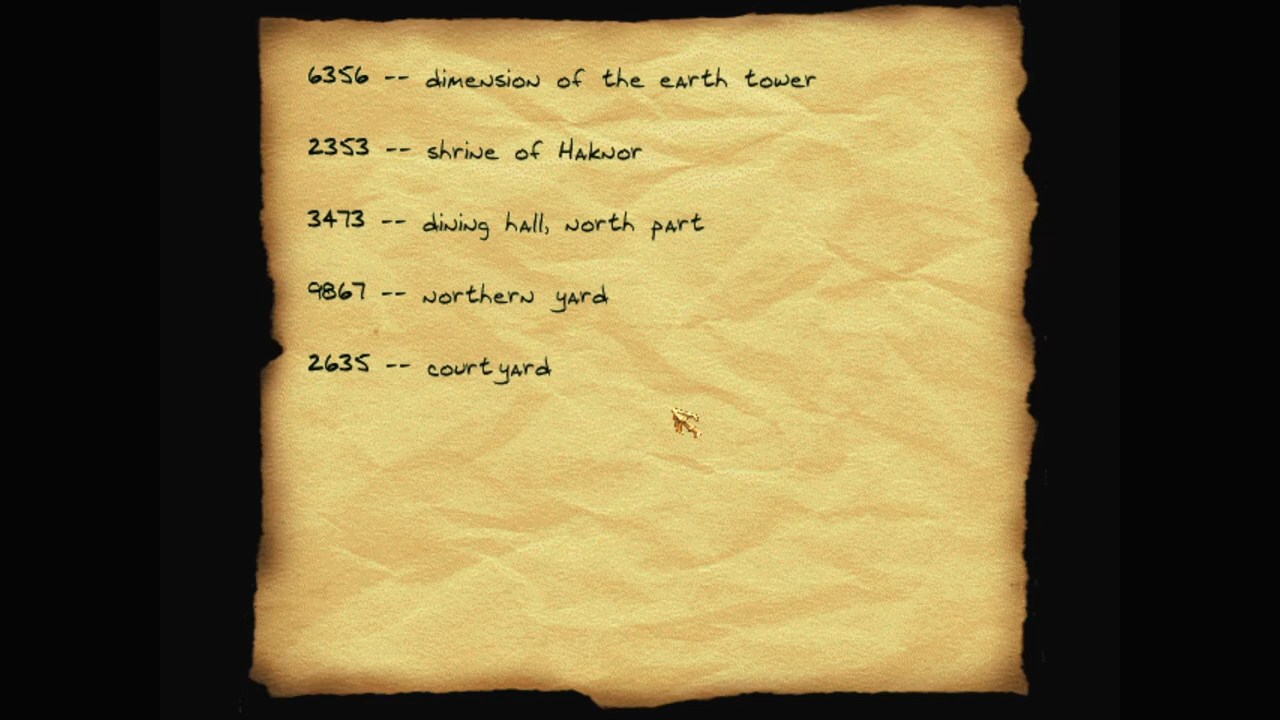 6356 -- dimension of the earth tower
2353 -- shrine of Haknor
3473 -- dining hall, north part
9867 -- northern yard
2635 -- courtyard